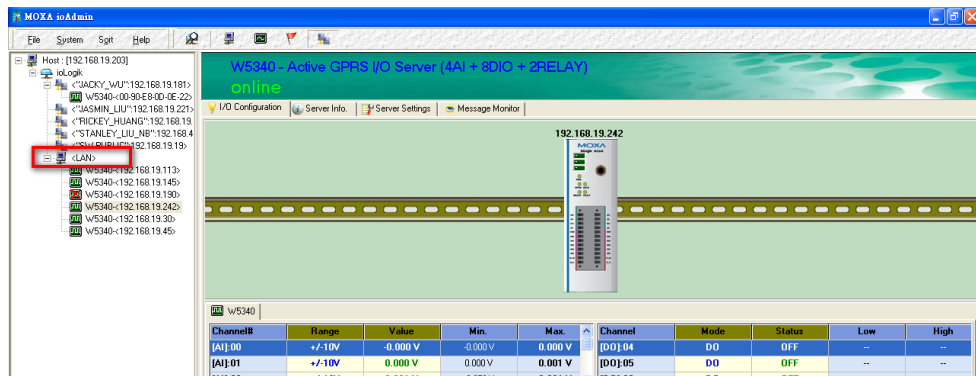 MOXA ioAdmin
File System Sort Help
Host : [192.168.19.203]
ioLogik
<"JACKY_WU":192.168.19.181>
W5340-<00-90-E8-0D-0E-22>
<"JASMIN_LIU":192.168.19.221>
<"RICKEY_HUANG":192.168.19.
<"STANLEY_LIU_NB":192.168.4
192.168.19.19>
<LAN>
W5340-<192.168.19.113>
W5340-<192.168.19.145>
W5340-<192.168.19.190>
W5340-<192.168.19.242>
W5340-<192.168.19.30>
W5340-<192.168.19.45>
W5340 - Active GPRS I/O Server (4AI + 8DIO + 2RELAY)
online
I/O Configuration Server Info. Server Settings Message Monitor
192.168.19.242
MOXA
W5340
Channel# Range Value Min. Max. Channel Mode Status Low High
[AI]:00 +/-10V -0.000 V -0.000 V 0.000 V [DO]:04 DO OFF -- --
[AI]:01 +/-10V 0.000 V 0.000 V 0.001 V [DO]:05 DO OFF -- --